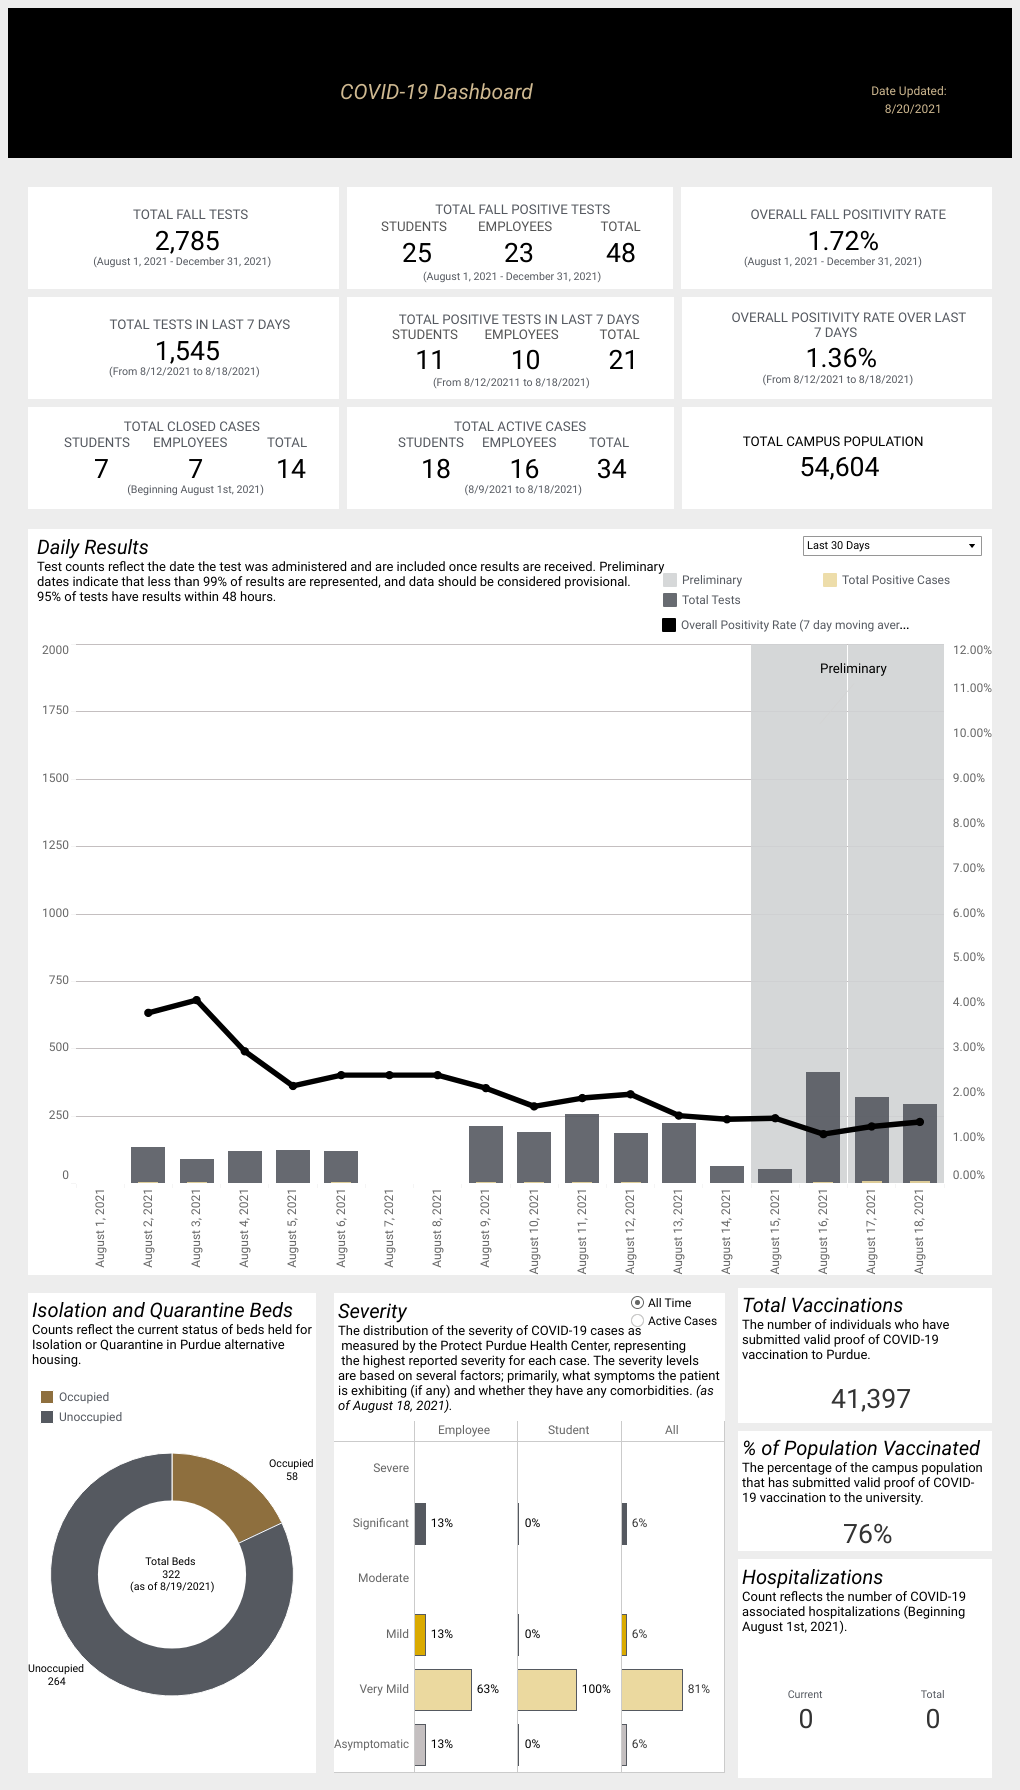 COVID-19 Dashboard
Date Updated:
8/20/2021
TOTAL FALL TESTS
2,785
(August 1, 2021 - December 31, 2021)
TOTAL FALL POSITIVE TESTS
STUDENTS EMPLOYEES TOTAL
25 23 48
(August 1, 2021 - December 31, 2021)
OVERALL FALL POSITIVITY RATE
1.72%
(August 1, 2021 - December 31, 2021)
TOTAL TESTS IN LAST 7 DAYS
1,545
(From 8/12/2021 to 8/18/2021)
TOTAL POSITIVE TESTS IN LAST 7 DAYS
STUDENTS EMPLOYEES TOTAL
11 10 21
(From 8/12/20211 to 8/18/2021)
OVERALL POSITIVITY RATE OVER LAST
7 DAYS
1.36%
(From 8/12/2021 to 8/18/2021)
TOTAL CLOSED CASES
STUDENTS EMPLOYEES TOTAL
7 7 14
(Beginning August 1st, 2021)
TOTAL ACTIVE CASES
STUDENTS EMPLOYEES TOTAL
18 16 34
(8/9/2021 to 8/18/2021)
TOTAL CAMPUS POPULATION
54,604
Daily Results
Test counts reflect the date the test was administered and are included once results are received. Preliminary
dates indicate that less than 99% of results are represented, and data should be considered provisional.
95% of tests have results within 48 hours.
Last 30 Days
Preliminary
Total Positive Cases
Total Tests
Overall Positivity Rate (7 day moving aver...
Preliminary
2000
1750
1500
1250
1000
750
500
250
0
12.00%
11.00%
10.00%
9.00%
8.00%
7.00%
6.00%
5.00%
4.00%
3.00%
2.00%
1.00%
0.00%
August 1, 2021
August 2, 2021
August 3, 2021
August 4, 2021
August 5, 2021
August 6, 2021
August 7, 2021
August 8, 2021
August 9, 2021
August 10, 2021
August 11, 2021
August 12, 2021
August 13, 2021
August 14, 2021
August 15, 2021
August 16, 2021
August 17, 2021
August 18, 2021
Isolation and Quarantine Beds
Counts reflect the current status of beds held for
Isolation or Quarantine in Purdue alternative
housing.
Occupied
Unoccupied
Occupied
58
Total Beds
322
(as of 8/19/2021)
Unoccupied
264
Severity
All Time
Active Cases
The distribution of the severity of COVID-19 cases as
measured by the Protect Purdue Health Center, representing
the highest reported severity for each case. The severity levels
are based on several factors; primarily, what symptoms the patient
is exhibiting (if any) and whether they have any comorbidities. (as
of August 18, 2021).
Employee Student All
Severe
Significant 13% 0% 6%
Moderate
Mild 13% 0% 6%
Very Mild 63% 100% 81%
Asymptomatic 13% 0% 6%
Total Vaccinations
The number of individuals who have
submitted valid proof of COVID-19
vaccination to Purdue.
41,397
% of Population Vaccinated
The percentage of the campus population
that has submitted valid proof of COVID-
19 vaccination to the university.
76%
Hospitalizations
Count reflects the number of COVID-19
associated hospitalizations (Beginning
August 1st, 2021).
Current Total
0 0